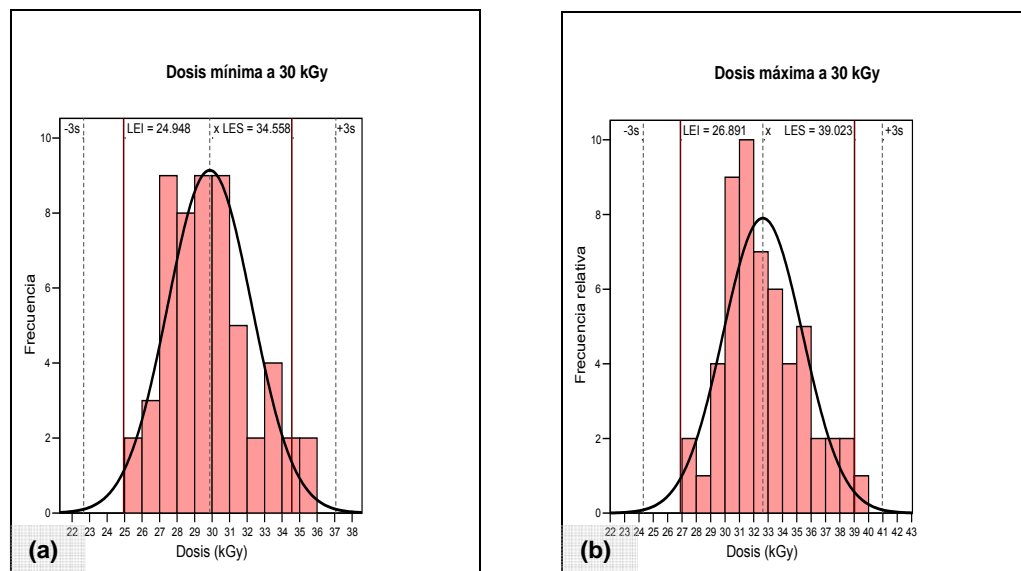 Dosis mínima a 30 kGy
-3s LEI = 24.948 x LES = 34.558 +3s
10
8
6
4
2
0
Frecuencia
22 23 24 25 26 27 28 29 30 31 32 33 34 35 36 37 38
Dosis (kGy)
(a)
Dosis máxima a 30 kGy
-3s LEI = 26.891 x LES = 39.023 +3s
10
8
6
4
2
0
Frecuencia relativa
22 23 24 25 26 27 28 29 30 31 32 33 34 35 36 37 38 39 40 41 42 43
Dosis (kGy)
(b)